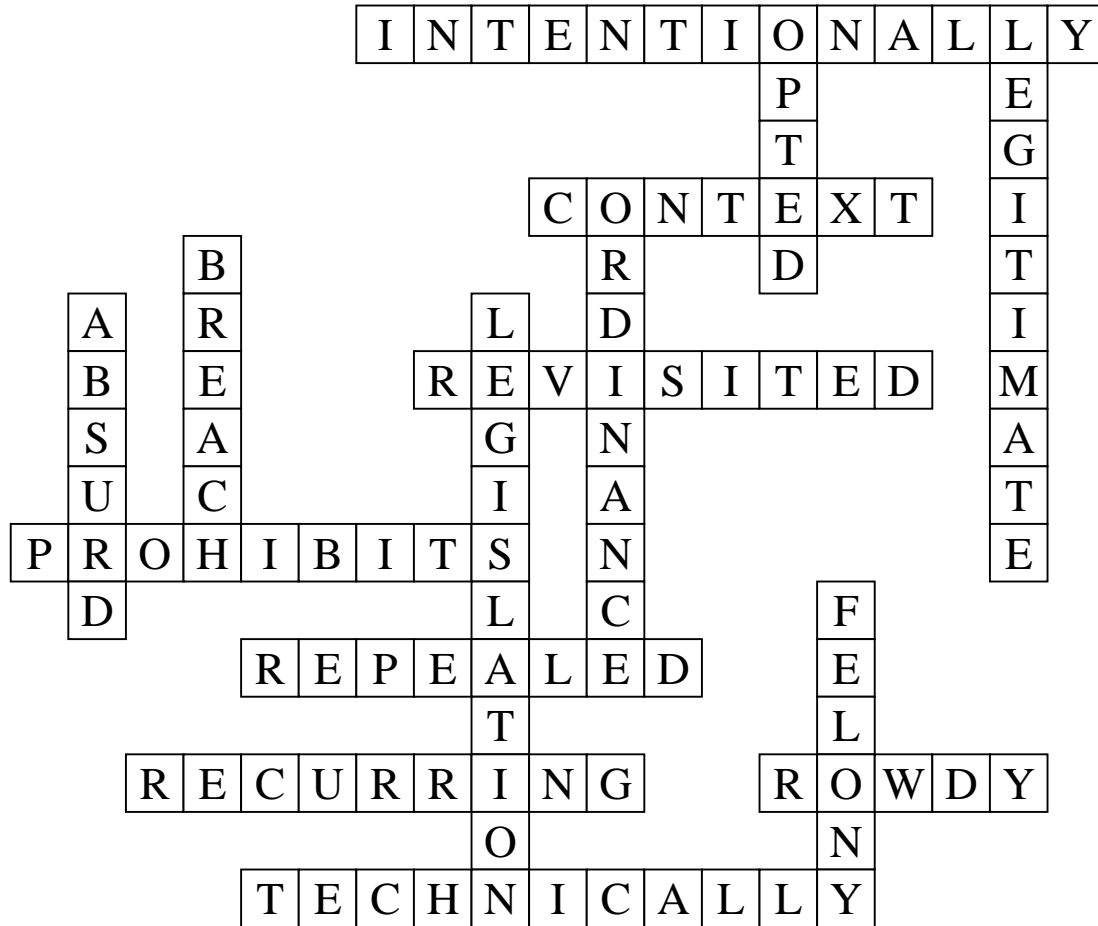 INTENTIONALLY
OPTED
LEGITIMATE
CONTEXT
ORDINANCE
BREACH
ABSURD
LEGISLATION
REVISITED
PROHIBITS
FELONY
REPEALED
RECURRING
ROWDY
TECHNICALLY